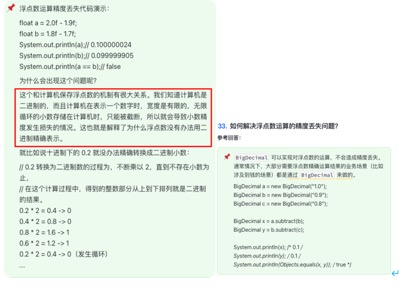 浮点数运算精度丢失代码演示：
float a = 2.0f - 1.9f;
float b = 1.8f - 1.7f;
System.out.println(a);// 0.100000024
System.out.println(b);// 0.099999905
System.out.println(a == b);// false
为什么会出现这个问题呢?
这个和计算机保存浮点数的机制有很大关系。我们知道计算机是
二进制的，而且计算机在表示一个数字时，宽度是有限的，无限
循环的小数存储在计算机时，只能被截断，所以就会导致小数精
度发生损失的情况。这也就是解释了为什么浮点数没有办法用二
进制精确表示。
就比如说十进制下的 0.2 就没办法精确转换成二进制小数：
// 0.2 转换为二进制数的过程为，不断乘以 2，直到不存在小数为
止，
// 在这个计算过程中，得到的整数部分从上到下排列就是二进制
的结果。
0.2 * 2 = 0.4 -> 0
0.4 * 2 = 0.8 -> 0
0.8 * 2 = 1.6 -> 1
0.6 * 2 = 1.2 -> 1
0.2 * 2 = 0.4 -> 0（发生循环）
...
33. 如何解决浮点数运算的精度丢失问题?
参考回答：
BigDecimal 可以实现对浮点数的运算，不会造成精度丢失。
通常情况下，大部分需要浮点数精确运算结果的业务场景（比如
涉及到钱的场景）都是通过 BigDecimal 来做的。
BigDecimal a = new BigDecimal("1.0");
BigDecimal b = new BigDecimal("0.9");
BigDecimal c = new BigDecimal("0.8");
BigDecimal x = a.subtract(b);
BigDecimal y = b.subtract(c);
System.out.println(x); /* 0.1 */
System.out.println(y); /* 0.1 */
System.out.println(Objects.equals(x, y)); /* true */